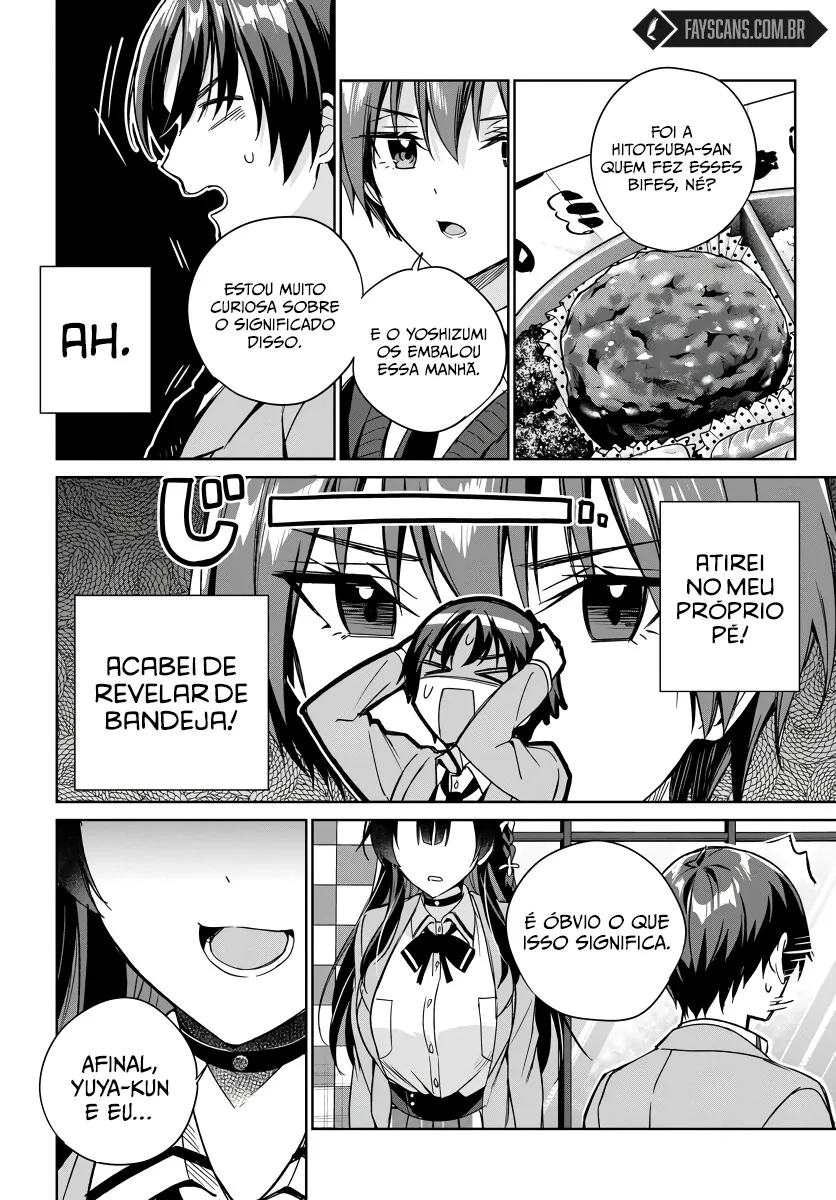 FAYSCANS.COM.BR
FOI A
HITOTSUBA-SAN
QUEM FEZ ESSES
BIFES, NÉ?
E O YOSHIZUMI
OS EMBALOU
ESSA MANHÃ.
ESTOU MUITO
CURIOSA SOBRE
O SIGNIFICADO
DISSO.
AH.
じー...
ATIREI
NO MEU
PRÓPRIO
PÉ!
ACABEI DE
REVELAR DE
BANDEJA!
É ÓBVIO O QUE
ISSO SIGNIFICA.
AFINAL,
YUYA-KUN
E EU...